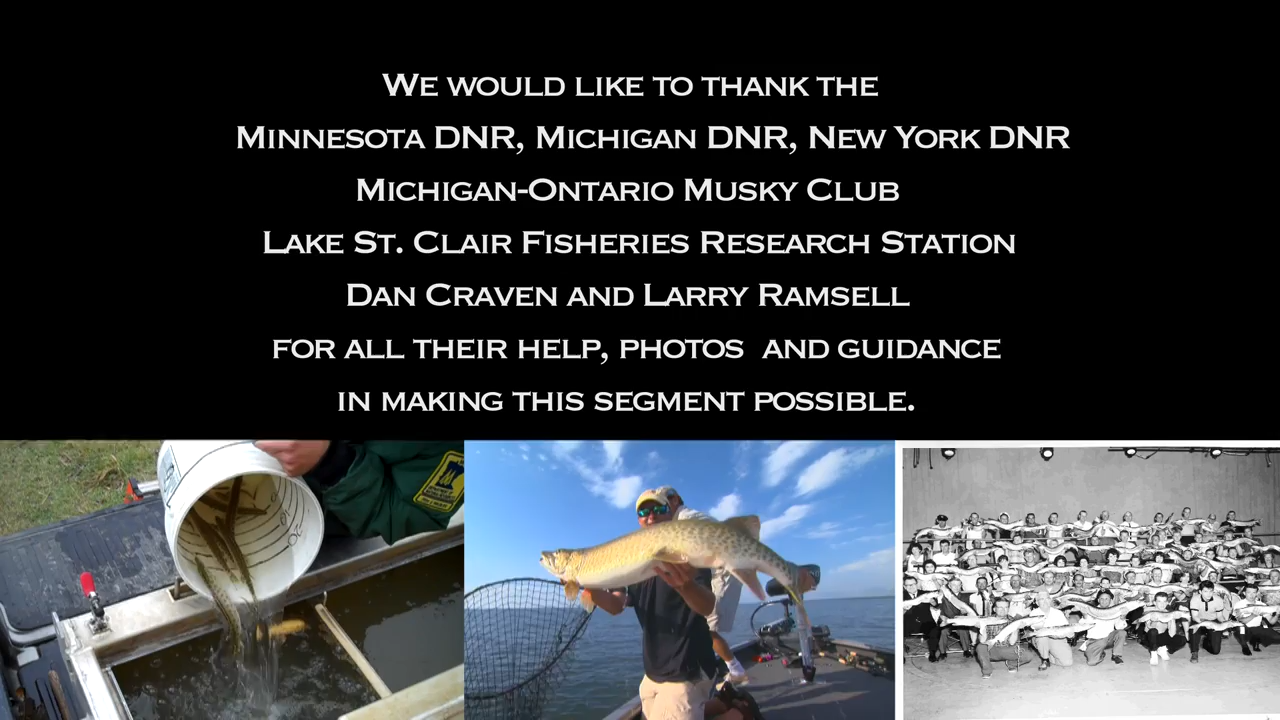 We would like to thank the
Minnesota DNR, Michigan DNR, New York DNR
Michigan-Ontario Musky Club
Lake St. Clair Fisheries Research Station
Dan Craven and Larry Ramsell
for all their help, photos  and guidance
in making this segment possible.